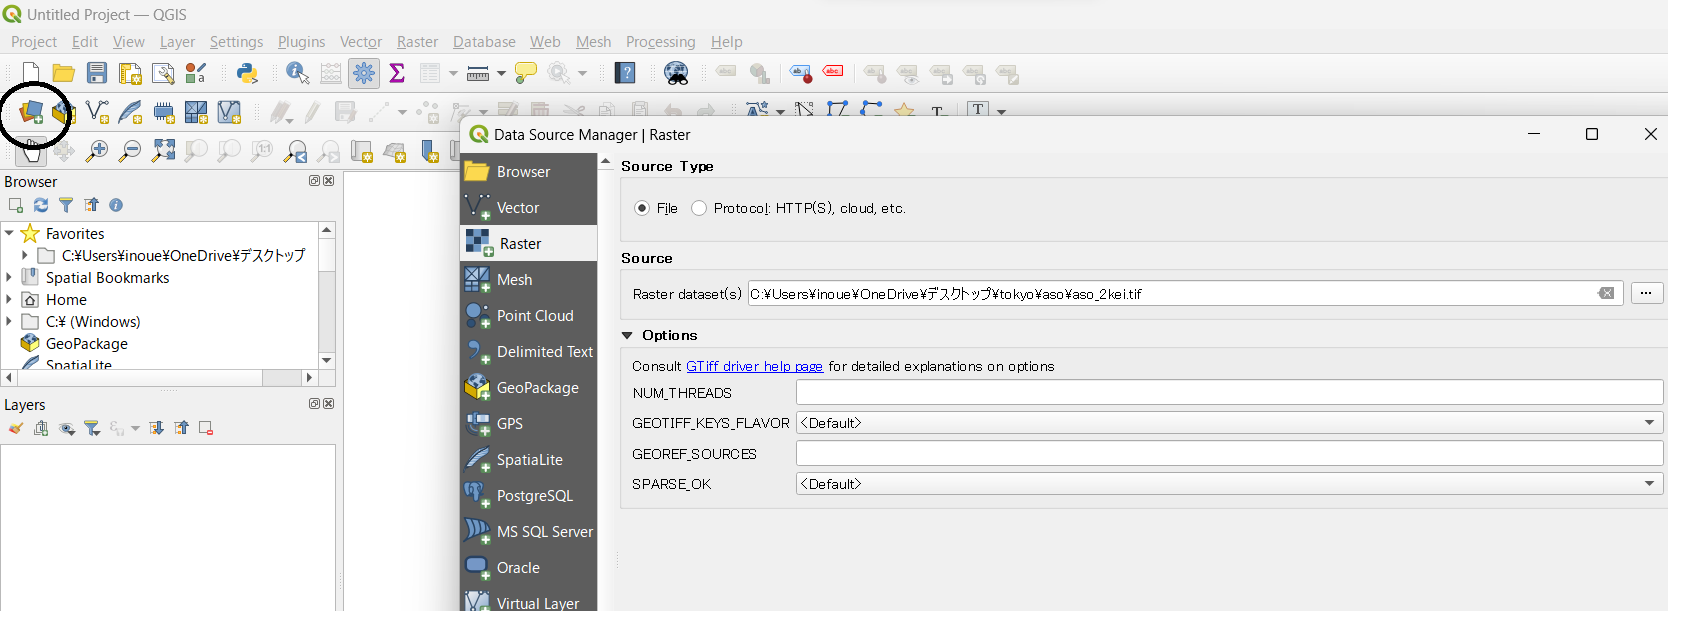 Untitled Project — QGIS
Project Edit View Layer Settings Plugins Vector Raster Database Web Mesh Processing Help
Data Source Manager | Raster
Browser
Favorites
C:¥Users¥inoue¥OneDrive¥デスクトップ
Spatial Bookmarks
Home
C:¥ (Windows)
GeoPackage
SpatiaLite
Layers
Browser
Vector
Raster
Mesh
Point Cloud
Delimited Text
GeoPackage
GPS
SpatiaLite
PostgreSQL
MS SQL Server
Oracle
Virtual Layer
Source Type
File Protocol: HTTP(S), cloud, etc.
Source
Raster dataset(s) C:¥Users¥inoue¥OneDrive¥デスクトップ¥tokyo¥aso¥aso_2kei.tif ...
Options
Consult GTiff driver help page for detailed explanations on options
NUM_THREADS
GEOTIFF_KEYS_FLAVOR <Default>
GEOREF_SOURCES
SPARSE_OK <Default>